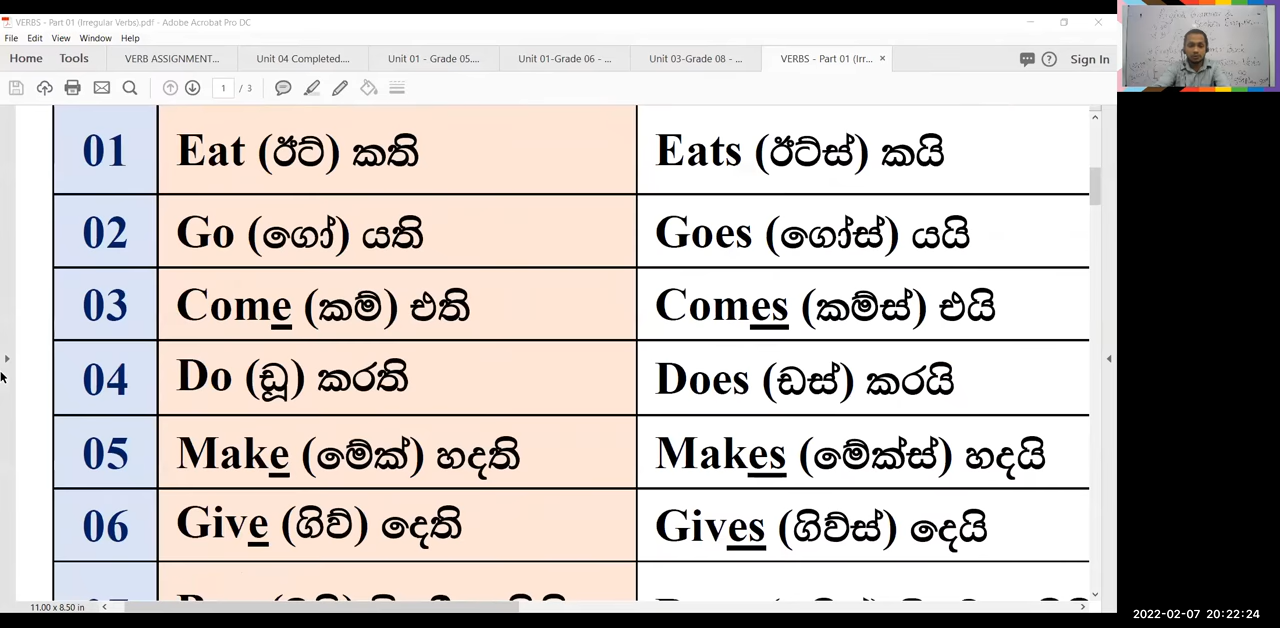 VERBS - Part 01 (Irregular Verbs).pdf - Adobe Acrobat Pro DC
File Edit View Window Help
Home Tools VERB ASSIGNMENT... Unit 04 Completed.... Unit 01 - Grade 05.... Unit 01-Grade 06 - ... Unit 03-Grade 08 - ... VERBS - Part 01 (Irr... × Sign In
1 / 3
01 Eat (ඊට්) කති Eats (ඊට්ස්) කයි
02 Go (ගෝ) යති Goes (ගෝස්) යයි
03 Come (කම්) එති Comes (කම්ස්) එයි
04 Do (ඩූ) කරති Does (ඩස්) කරයි
05 Make (මේක්) හදති Makes (මේක්ස්) හදයි
06 Give (ගිව්) දෙති Gives (ගිව්ස්) දෙයි
11.00 x 8.50 in
2022-02-07 20:22:24